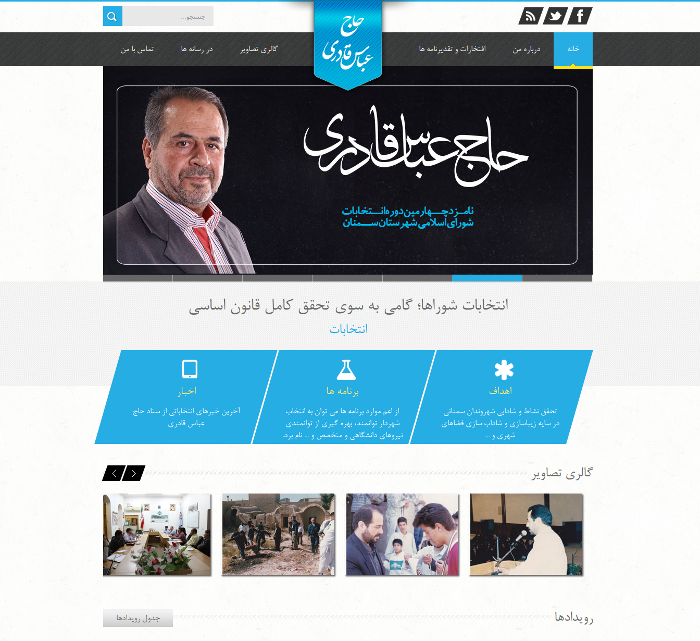 جستجو...
حاج
عباس قادری
خانه
درباره من
افتخارات و تقدیرنامه ها
گالری تصاویر
در رسانه ها
تماس با من
حاج عباس قادری
نامزد چهارمین دوره انتخابات
شورای اسلامی شهرستان سمنان
انتخابات شوراها؛ گامی به سوی تحقق کامل قانون اساسی
انتخابات
اهداف
تحقق نشاط و شادابی شهروندان سمنانی
در سایه زیباسازی و شاداب سازی فضاهای
شهری و ...
برنامه ها
از اهم موارد برنامه ها می توان به انتخاب
شهردار توانمند، بهره گیری از توانمندی
نیروهای دانشگاهی و متخصص و ... نام برد.
اخبار
آخرین خبرهای انتخاباتی از ستاد حاج
عباس قادری
گالری تصاویر
رویدادها
جدول رویدادها